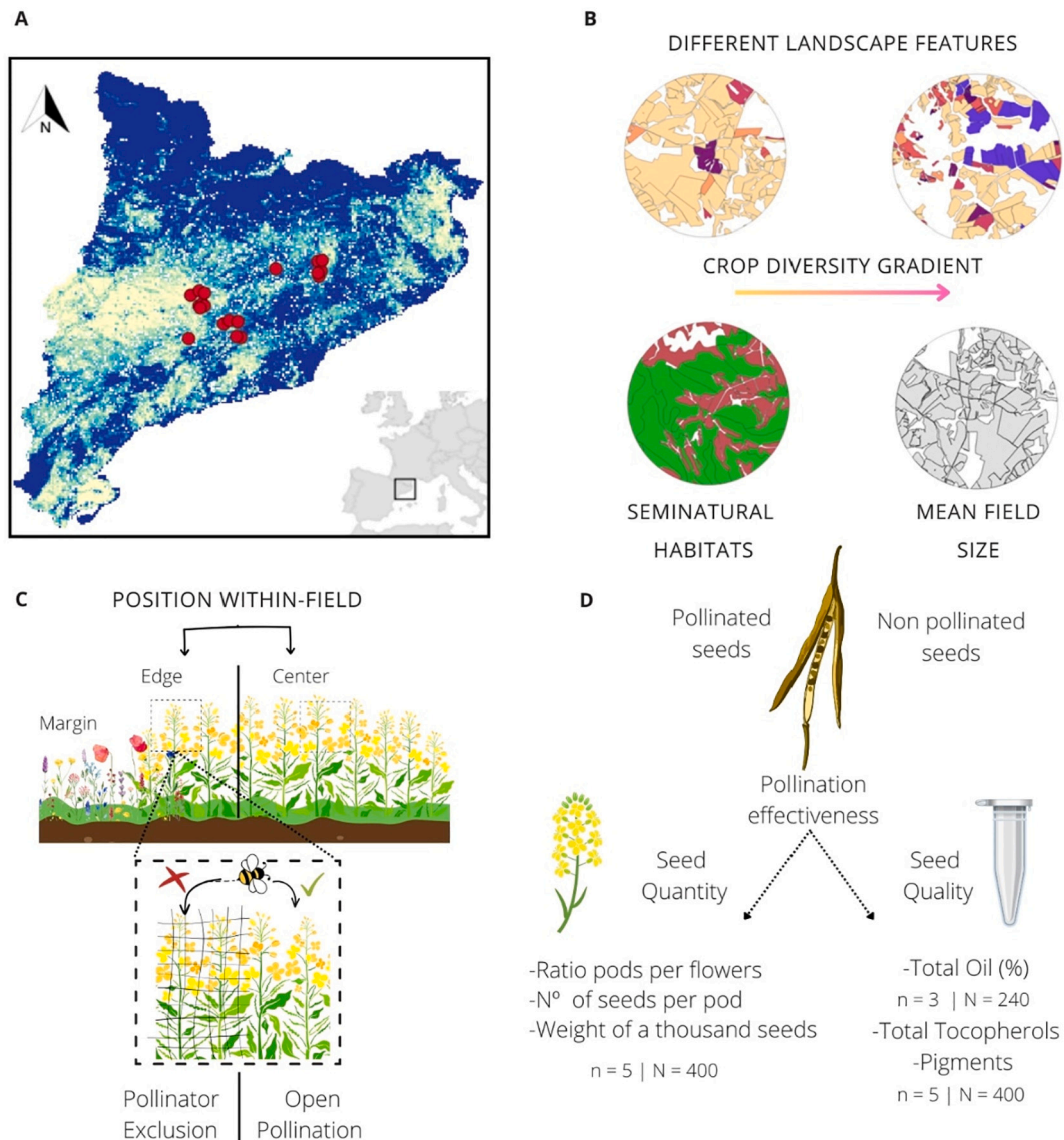 A
N
B
DIFFERENT LANDSCAPE FEATURES
CROP DIVERSITY GRADIENT
SEMINATURAL
HABITATS
MEAN FIELD
SIZE
C
POSITION WITHIN-FIELD
Edge
Center
Margin
Pollinator
Exclusion
Open
Pollination
D
Pollinated
seeds
Non pollinated
seeds
Pollination
effectiveness
Seed
Quantity
Seed
Quality
-Ratio pods per flowers
-Nº of seeds per pod
-Weight of a thousand seeds
n = 5 | N = 400
-Total Oil (%)
n = 3 | N = 240
-Total Tocopherols
-Pigments
n = 5 | N = 400